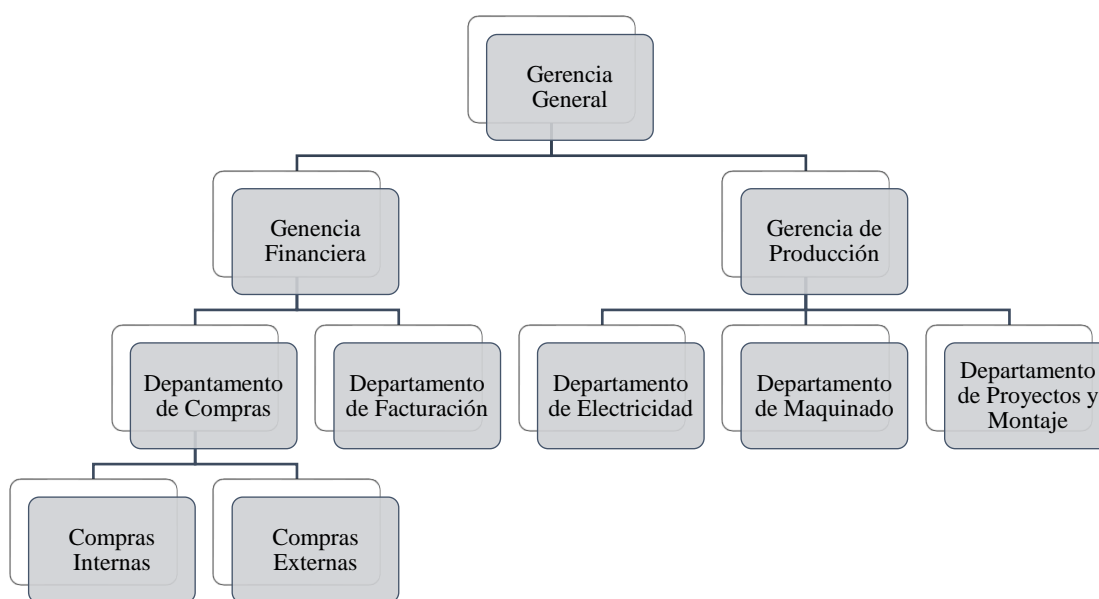 Gerencia
General
Genencia
Financiera
Gerencia de
Producción
Depantamento
de Compras
Departamento
de Facturación
Departamento
de Electricidad
Departamento
de Maquinado
Departamento
de Proyectos y
Montaje
Compras
Internas
Compras
Externas